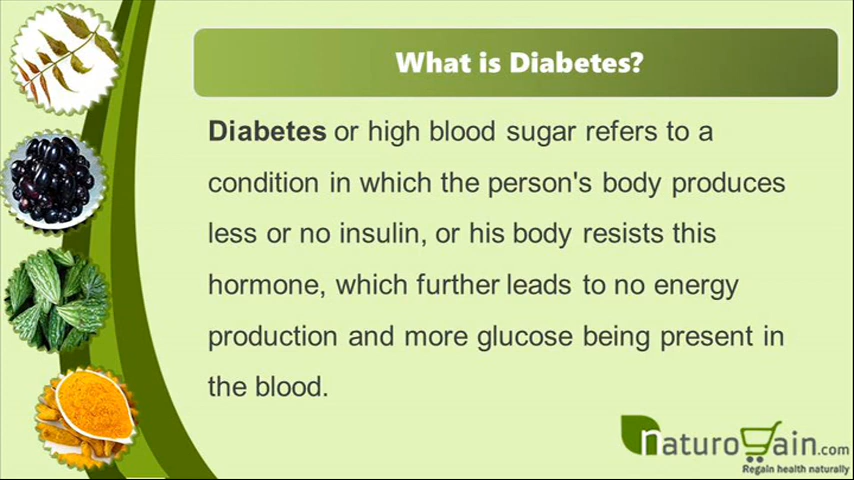 What is Diabetes?
Diabetes or high blood sugar refers to a
condition in which the person's body produces
less or no insulin, or his body resists this
hormone, which further leads to no energy
production and more glucose being present in
the blood.
naturogain.com
Regain health naturally